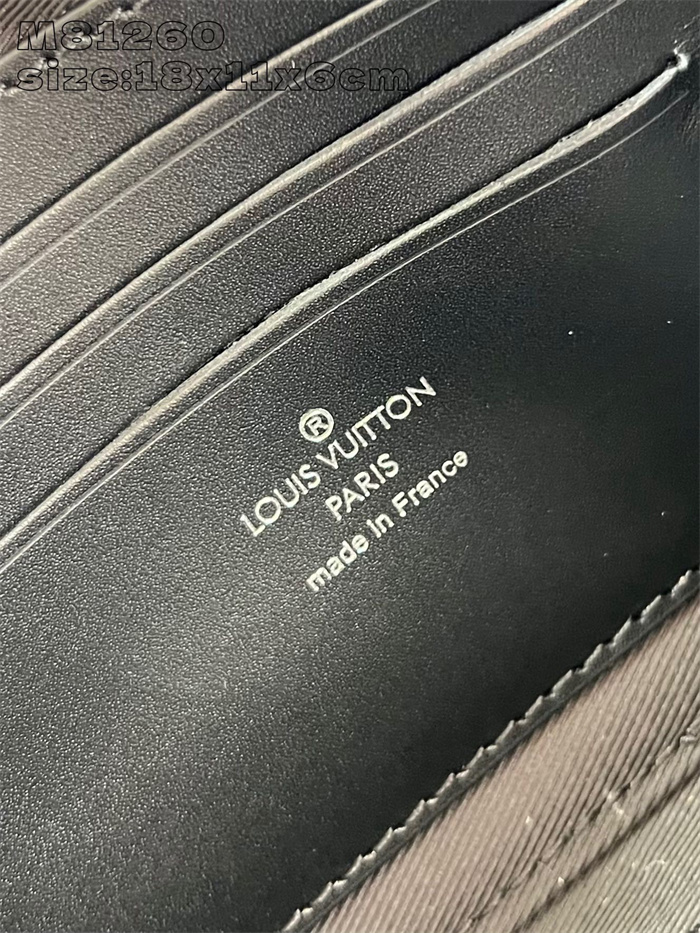 M81260
size:18x11x6cm
®
LOUIS VUITTON
PARIS
made in France